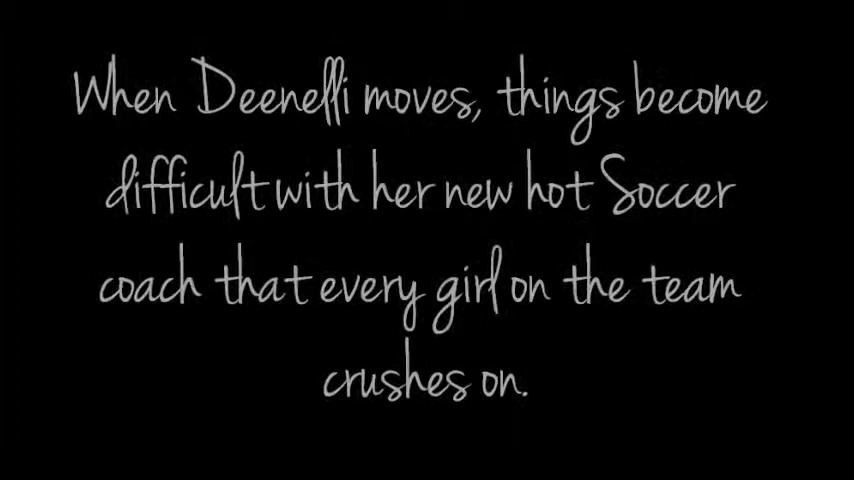 When Deenelli moves, things become
difficult with her new hot Soccer
coach that every girl on the team
crushes on.